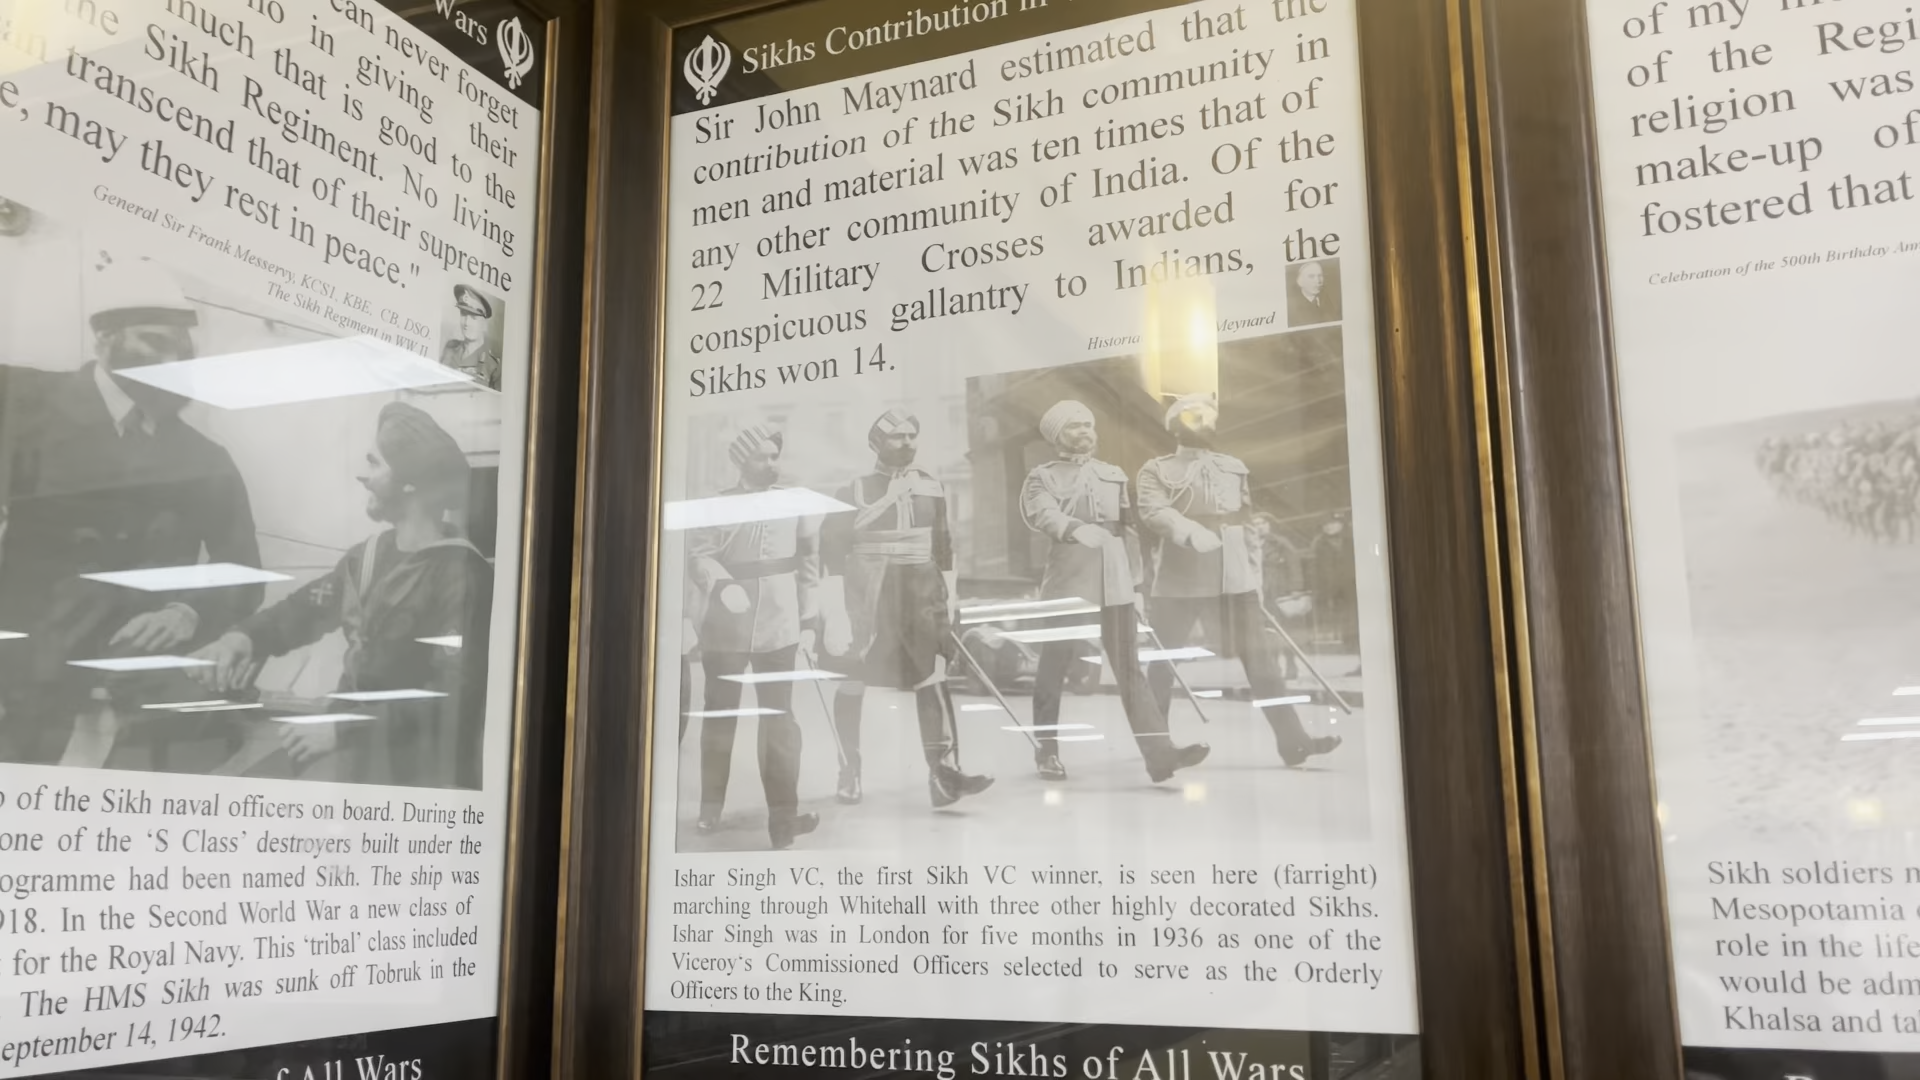 Wars
can never forget
no in giving their
much that is good to the
the Sikh Regiment. No living
transcend that of their supreme
may they rest in peace."
General Sir Frank Messervy, KCSI, KBE, CB, DSO.
The Sikh Regiment in WW II
of the Sikh naval officers on board. During the
one of the 'S Class' destroyers built under the
had been named Sikh. The ship was
In the Second World War a new class of
for the Royal Navy. This 'tribal' class included
The HMS Sikh was sunk off Tobruk in the
eptember 14, 1942.
All Wars
Sikhs Contribution in
Sir John Maynard estimated that the
contribution of the Sikh community in
men and material was ten times that of
any other community of India. Of the
22 Military Crosses awarded for
conspicuous gallantry to Indians, the
Sikhs won 14.
Meynard
Ishar Singh VC, the first Sikh VC winner, is seen here (farright)
marching through Whitehall with three other highly decorated Sikhs.
Ishar Singh was in London for five months in 1936 as one of the
Viceroy's Commissioned Officers selected to serve as the Orderly
Officers to the King.
Remembering Sikhs of All Wars
of my
of the Regi
religion was
make-up of
fostered that
Celebration of the 500th Birthday Ann
Sikh soldiers
Mesopotamia
role in the life
would be adm
Khalsa and ta